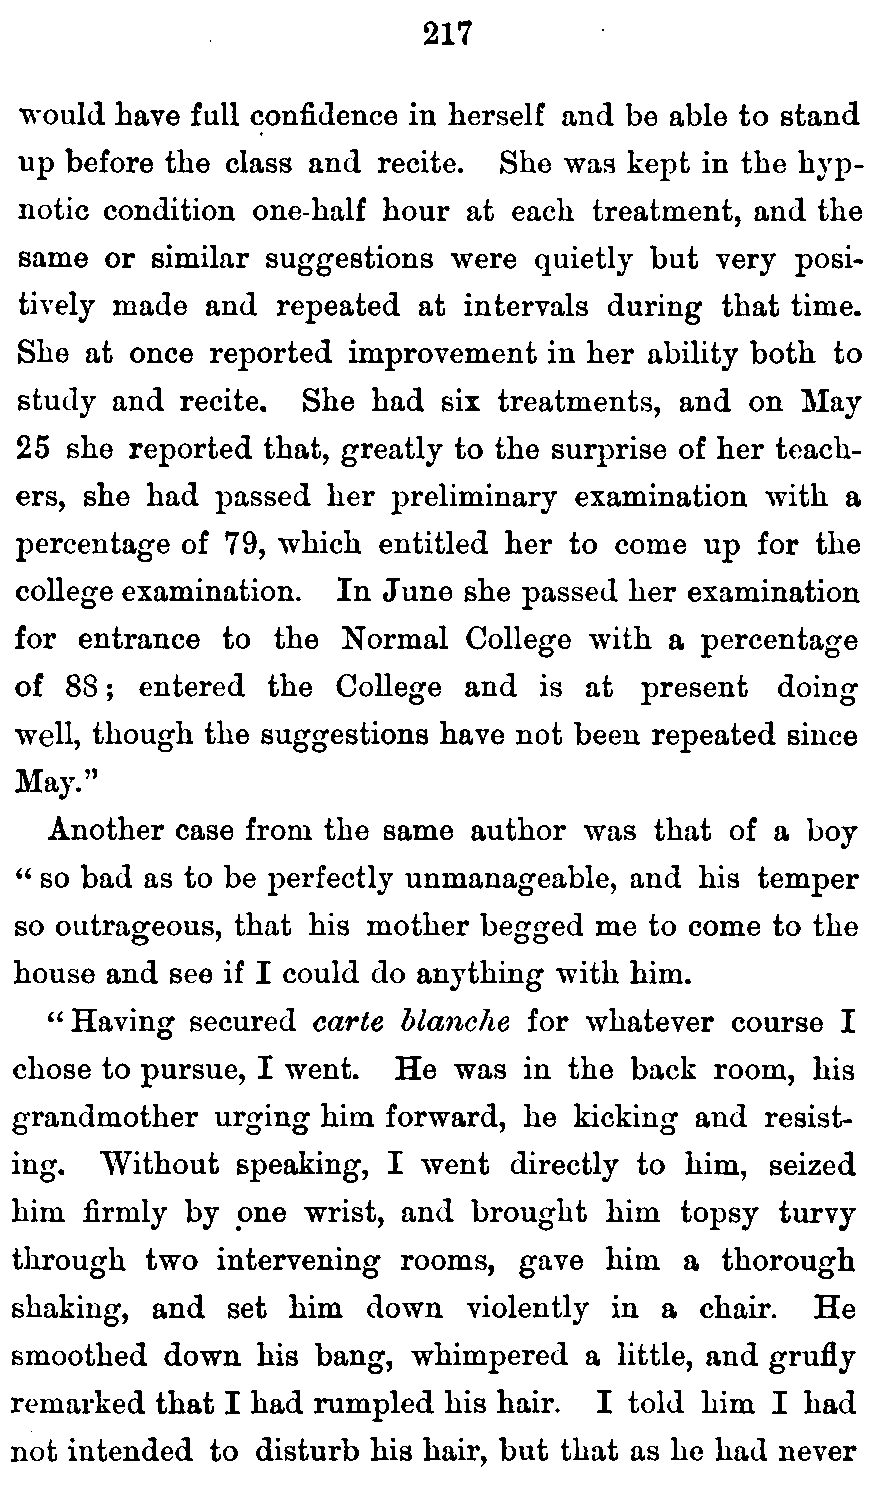 217
would have full confidence in herself and be able to stand
up before the class and recite. She was kept in the hyp-
notic condition one-half hour at each treatment, and the
same or similar suggestions were quietly but very posi-
tively made and repeated at intervals during that time.
She at once reported improvement in her ability both to
study and recite. She had six treatments, and on May
25 she reported that, greatly to the surprise of her teach-
ers, she had passed her preliminary examination with a
percentage of 79, which entitled her to come up for the
college examination. In June she passed her examination
for entrance to the Normal College with a percentage
of 88; entered the College and is at present doing
well, though the suggestions have not been repeated since
May."
Another case from the same author was that of a boy
"so bad as to be perfectly unmanageable, and his temper
so outrageous, that his mother begged me to come to the
house and see if I could do anything with him.
"Having secured carte blanche for whatever course I
chose to pursue, I went. He was in the back room, his
grandmother urging him forward, he kicking and resist-
ing. Without speaking, I went directly to him, seized
him firmly by one wrist, and brought him topsy turvy
through two intervening rooms, gave him a thorough
shaking, and set him down violently in a chair. He
smoothed down his bang, whimpered a little, and grufly
remarked that I had rumpled his hair. I told him I had
not intended to disturb his hair, but that as he had never